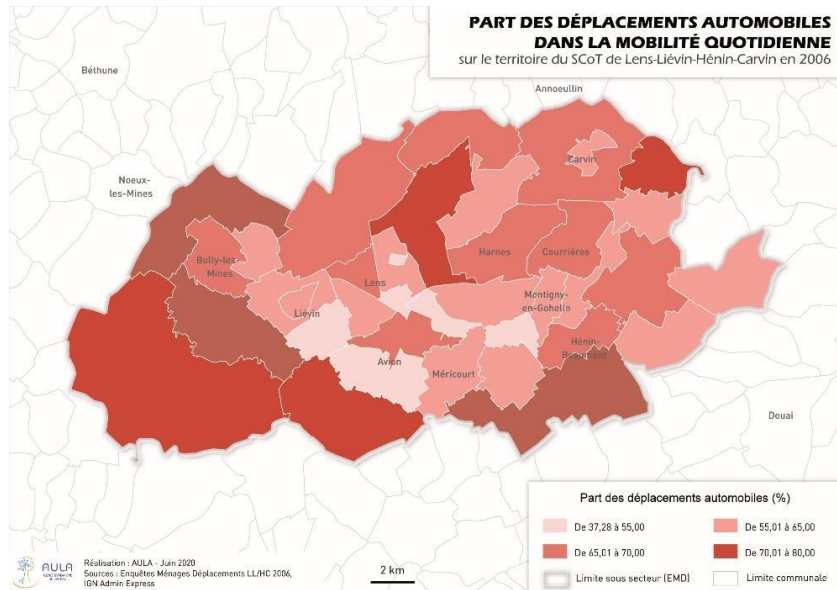 PART DES DÉPLACEMENTS AUTOMOBILES
DANS LA MOBILITÉ QUOTIDIENNE
sur le territoire du SCoT de Lens-Liévin-Hénin-Carvin en 2006
Béthune
Annoeullin
Carvin
Noeux-
les-Mines
Bully-les
Mines
Harnes
Courrières
Lens
Liévin
Montigny-
en-Gohelle
Hénin-
Beaumont
Avion
Méricourt
Douai
Part des déplacements automobiles (%)
De 37,28 à 55,00
De 55,01 à 65,00
De 65,01 à 70,00
De 70,01 à 80,00
Limite sous secteur (EMD)
Limite communale
AULA
Réalisation : AULA - Juin 2020
Sources : Enquêtes Ménages Déplacements LL/HC 2006,
IGN Admin Express
2 km